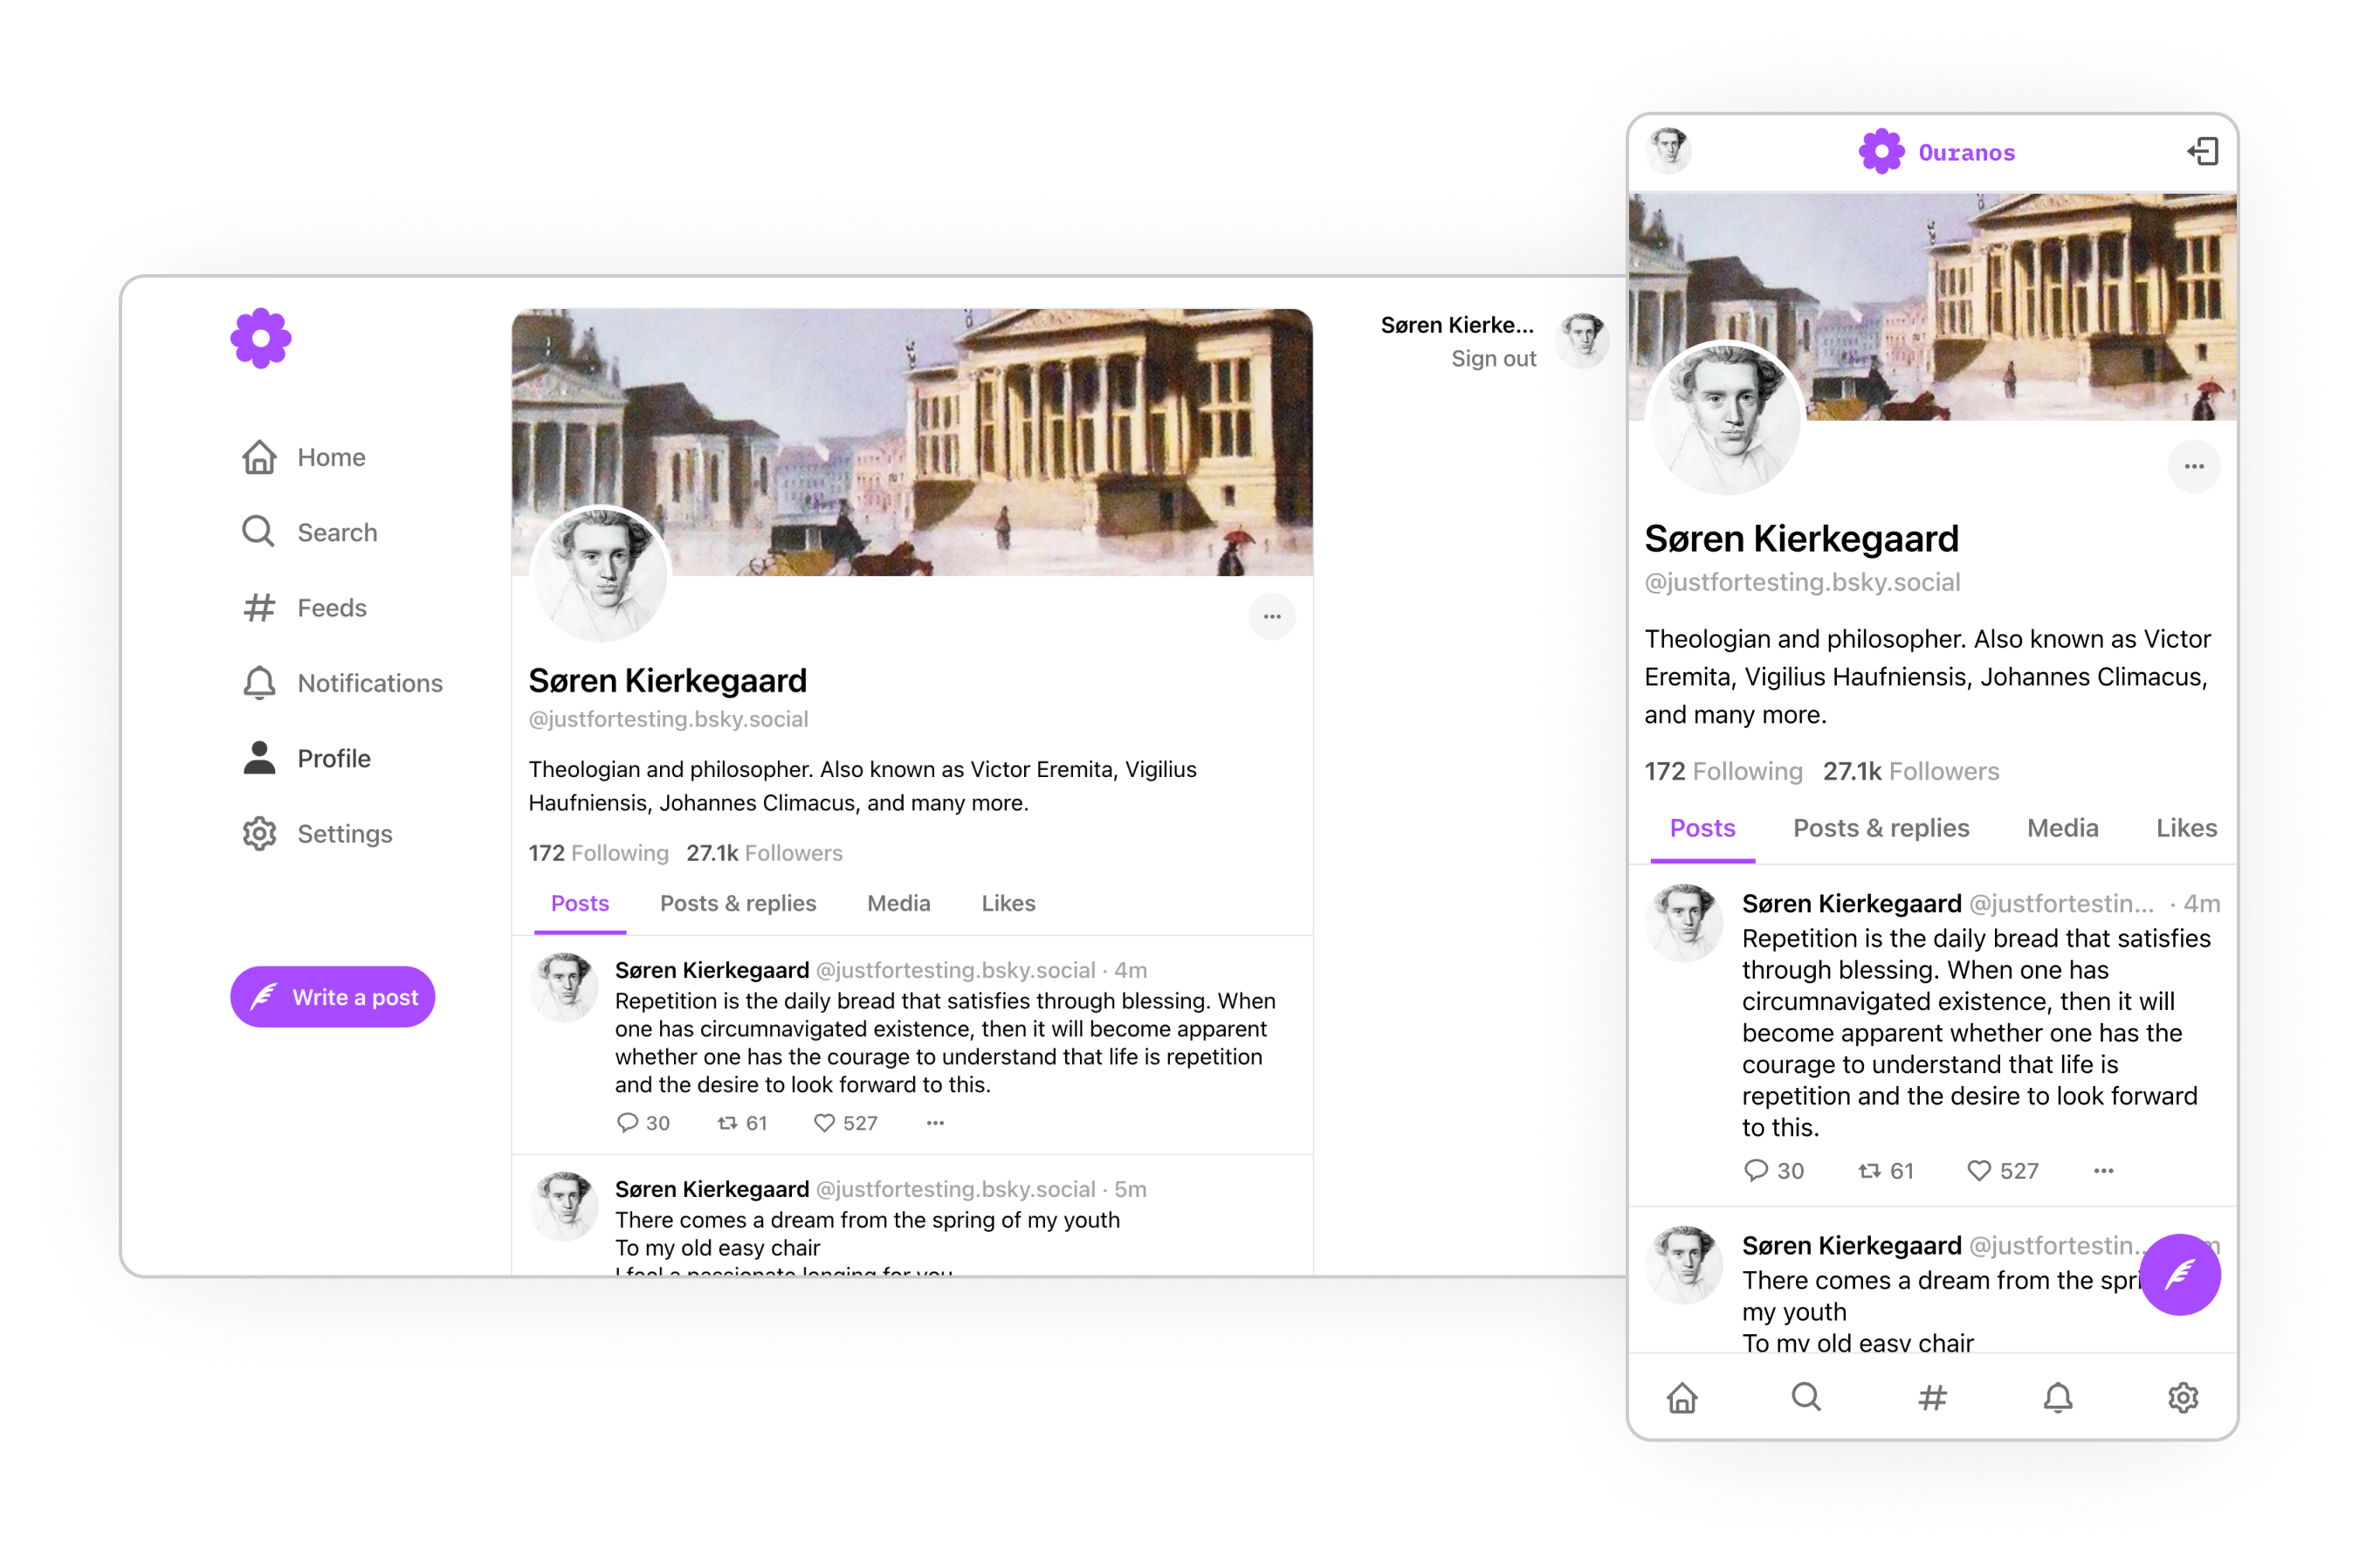 Home
Search
Feeds
Notifications
Profile
Settings
Write a post
Søren Kierkegaard
@justfortesting.bsky.social
Theologian and philosopher. Also known as Victor Eremita, Vigilius
Haufniensis, Johannes Climacus, and many more.
172 Following 27.1k Followers
Posts Posts & replies Media Likes
Søren Kierkegaard @justfortesting.bsky.social · 4m
Repetition is the daily bread that satisfies through blessing. When
one has circumnavigated existence, then it will become apparent
whether one has the courage to understand that life is repetition
and the desire to look forward to this.
30 61 527
Søren Kierkegaard @justfortesting.bsky.social · 5m
There comes a dream from the spring of my youth
To my old easy chair
I feel a passionate longing for you
Søren Kierke...
Sign out
Ouranos
Søren Kierkegaard
@justfortesting.bsky.social
Theologian and philosopher. Also known as Victor
Eremita, Vigilius Haufniensis, Johannes Climacus,
and many more.
172 Following 27.1k Followers
Posts Posts & replies Media Likes
Søren Kierkegaard @justfortestin... · 4m
Repetition is the daily bread that satisfies
through blessing. When one has
circumnavigated existence, then it will
become apparent whether one has the
courage to understand that life is
repetition and the desire to look forward
to this.
30 61 527
Søren Kierkegaard @justfortestin..
There comes a dream from the spri
my youth
To my old easy chair